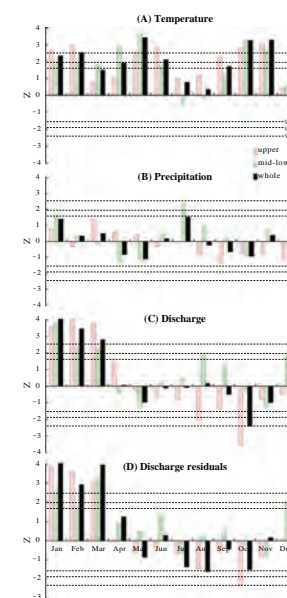 (A) Temperature
4
3
2
1
0
-1
-2
-3
-4
Z
upper
mid-low
whole
(B) Precipitation
4
3
2
1
0
-1
-2
-3
-4
Z
(C) Discharge
4
3
2
1
0
-1
-2
-3
-4
Z
(D) Discharge residuals
4
3
2
1
0
-1
-2
-3
Z
Jan Feb Mar Apr May Jun Jul Aug Sep Oct Nov